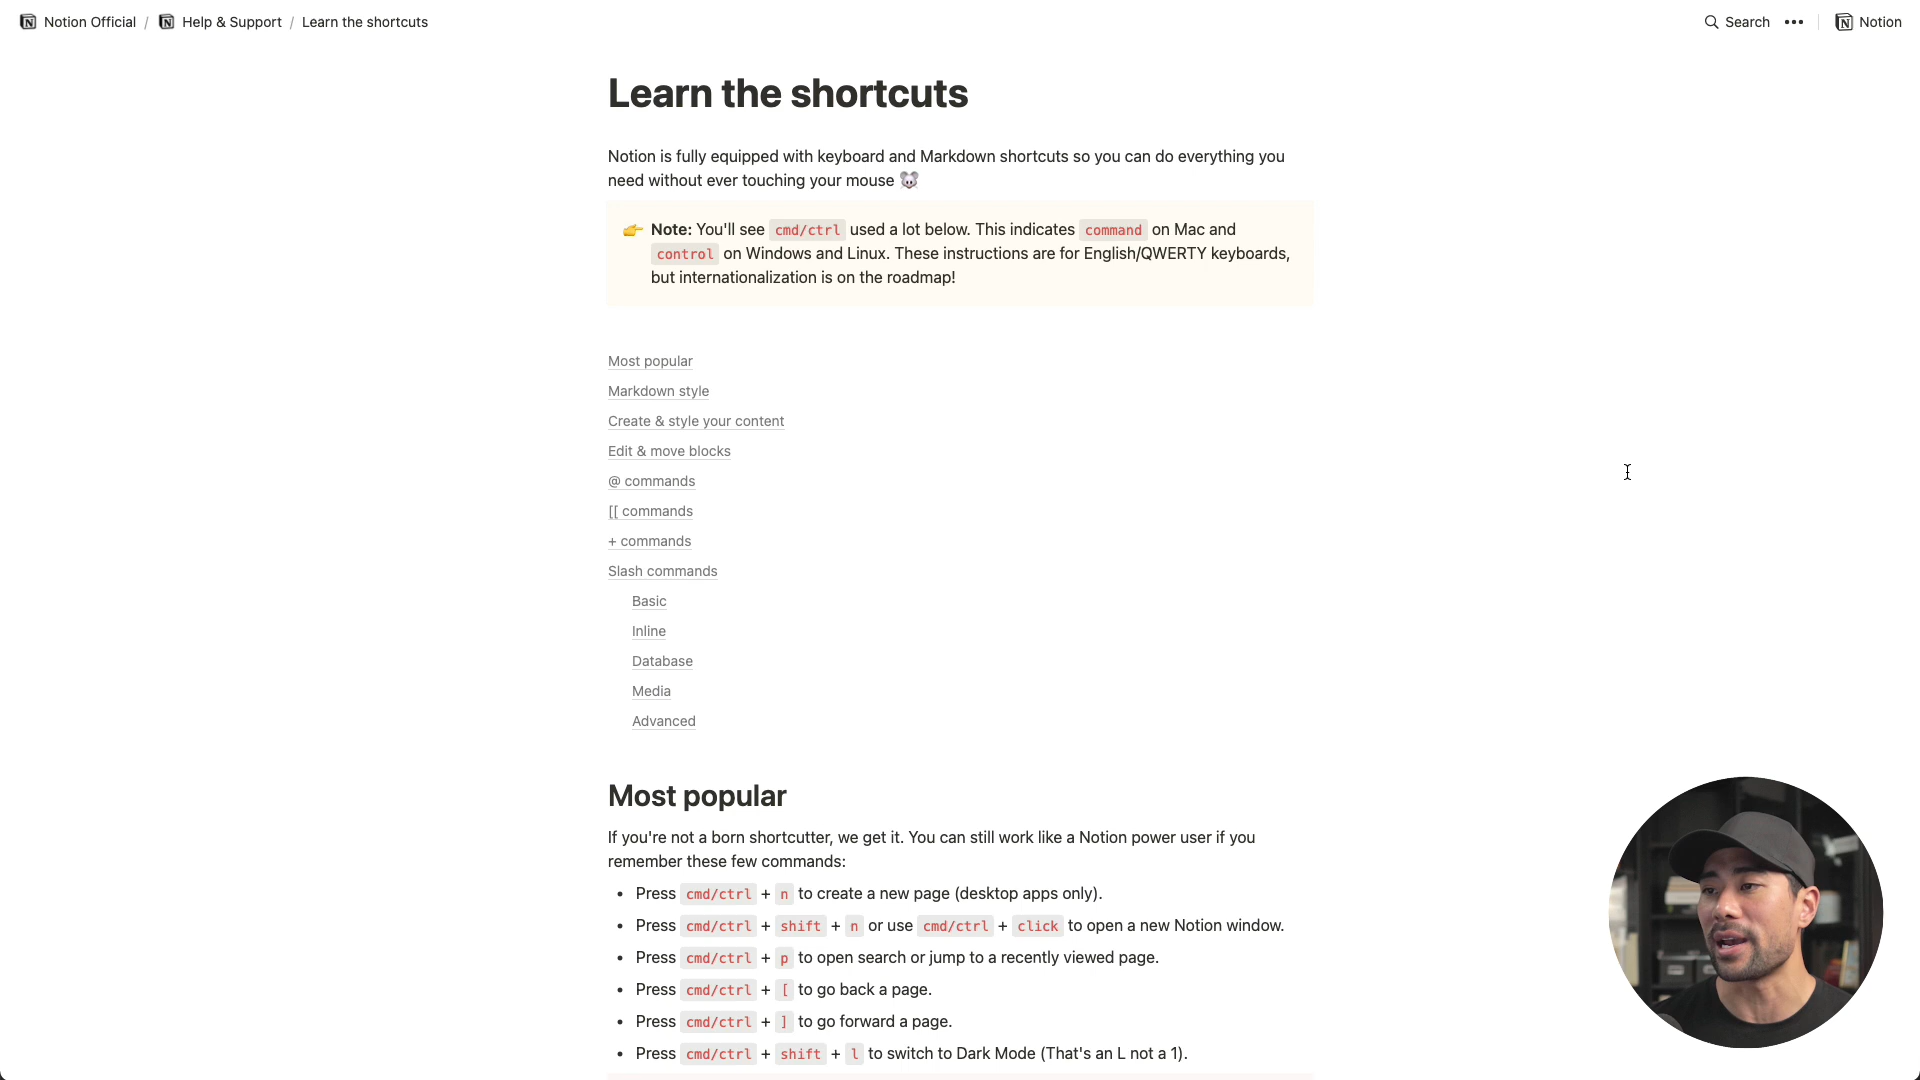 Notion Official / Help & Support / Learn the shortcuts
Search ••• Notion
Learn the shortcuts
Notion is fully equipped with keyboard and Markdown shortcuts so you can do everything you
need without ever touching your mouse 🐭
👉 Note: You'll see cmd/ctrl used a lot below. This indicates command on Mac and
control on Windows and Linux. These instructions are for English/QWERTY keyboards,
but internationalization is on the roadmap!
Most popular
Markdown style
Create & style your content
Edit & move blocks
@ commands
[[ commands
+ commands
Slash commands
Basic
Inline
Database
Media
Advanced
Most popular
If you're not a born shortcutter, we get it. You can still work like a Notion power user if you
remember these few commands:
• Press cmd/ctrl + n to create a new page (desktop apps only).
• Press cmd/ctrl + shift + n or use cmd/ctrl + click to open a new Notion window.
• Press cmd/ctrl + p to open search or jump to a recently viewed page.
• Press cmd/ctrl + [ to go back a page.
• Press cmd/ctrl + ] to go forward a page.
• Press cmd/ctrl + shift + l to switch to Dark Mode (That's an L not a 1).